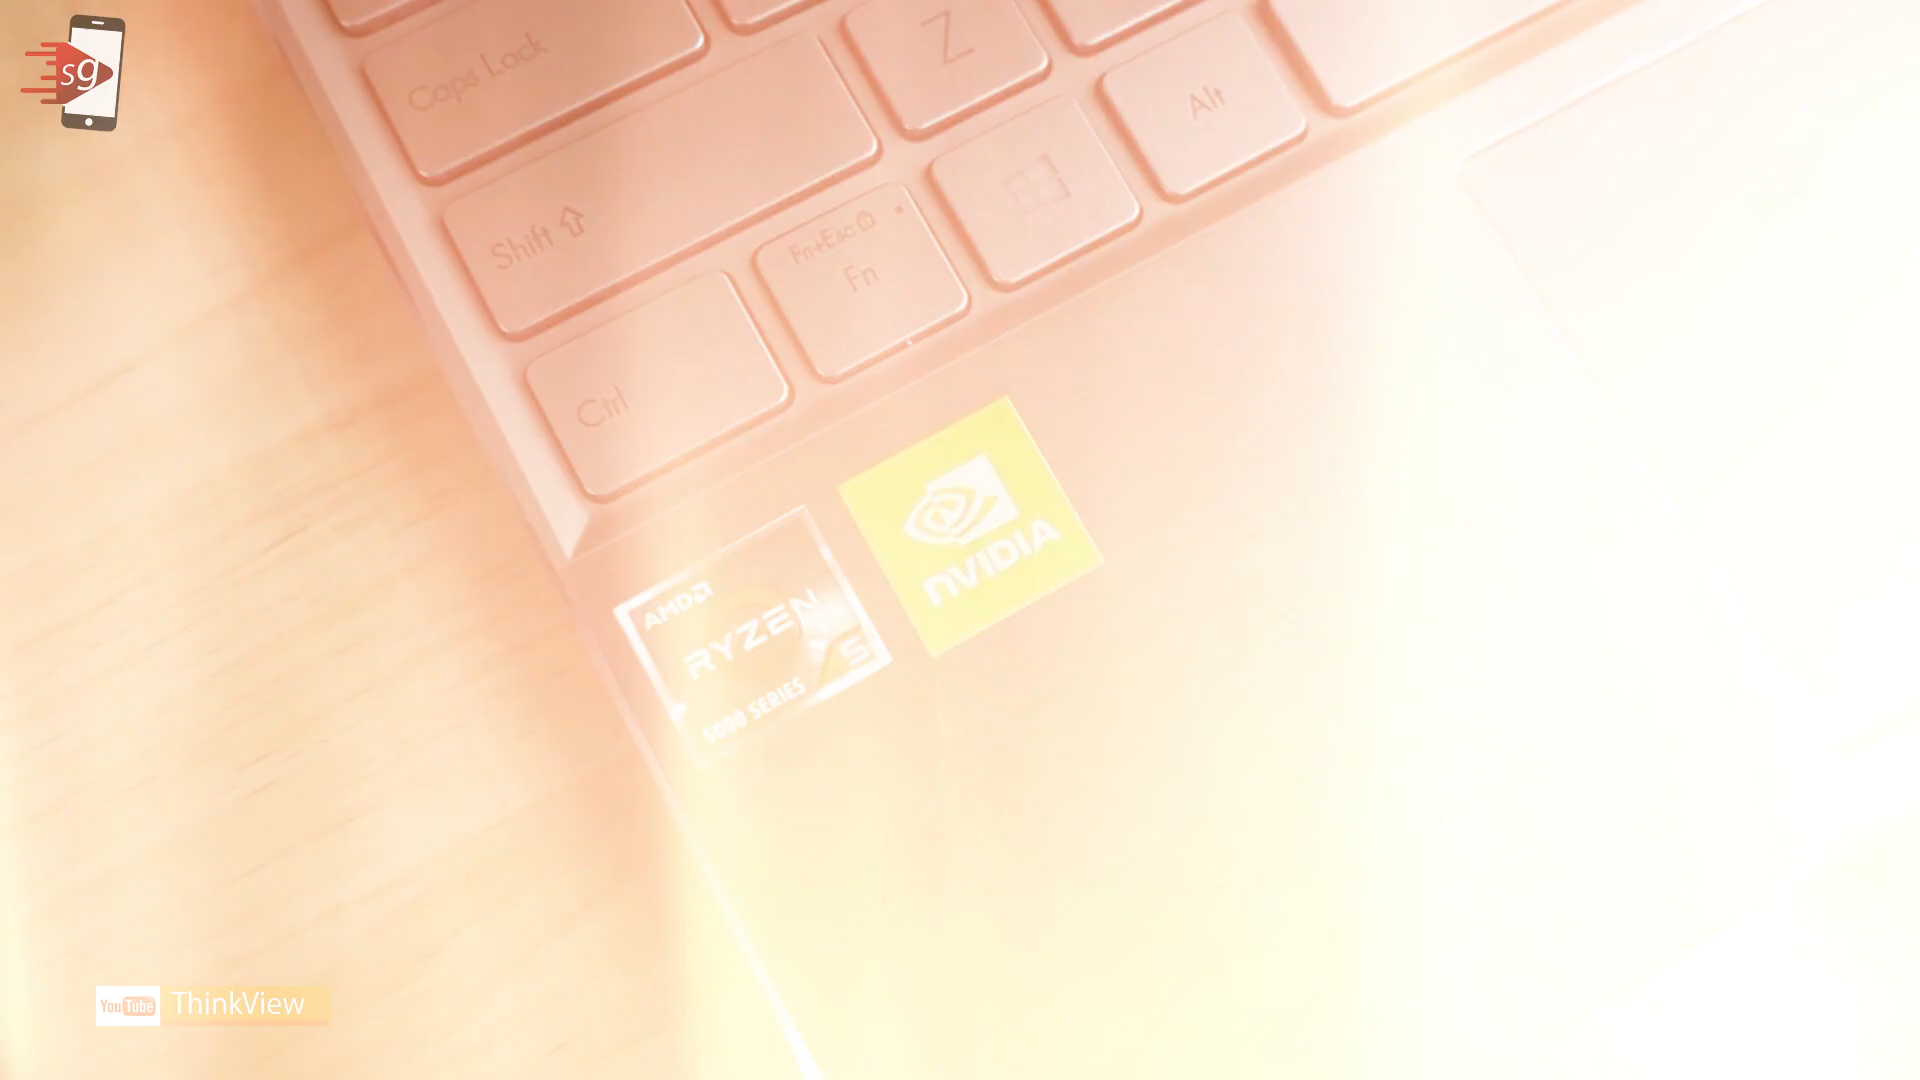 sg
Caps Lock
Z
Alt
Shift
Fn+Esc
Fn
Ctrl
NVIDIA
AMD
RYZEN
5
5000 SERIES
YouTube ThinkView